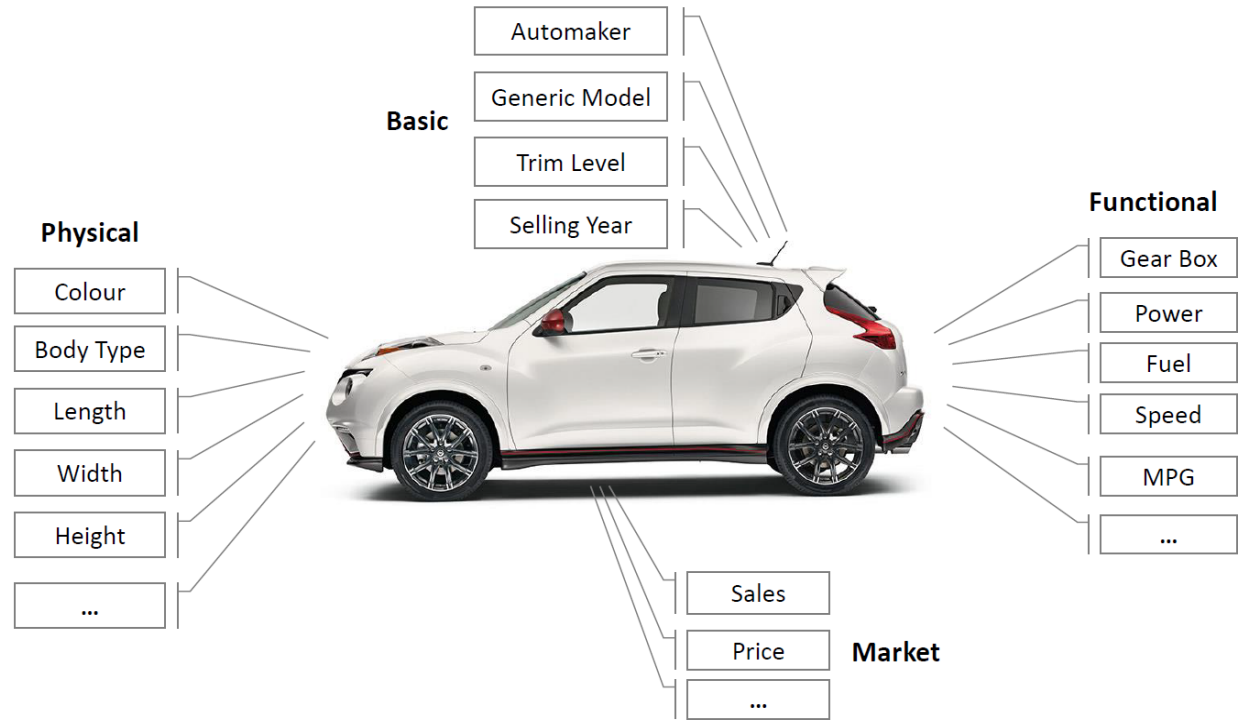 Basic
Automaker
Generic Model
Trim Level
Selling Year
Physical
Colour
Body Type
Length
Width
Height
...
Functional
Gear Box
Power
Fuel
Speed
MPG
...
Market
Sales
Price
...